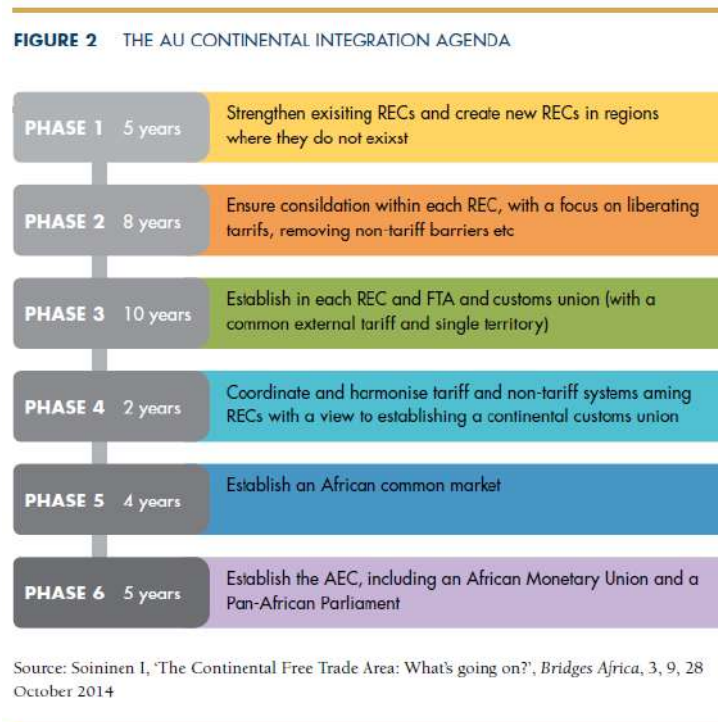 FIGURE 2 THE AU CONTINENTAL INTEGRATION AGENDA
PHASE 1 5 years
Strengthen exisiting RECs and create new RECs in regions
where they do not exixst
PHASE 2 8 years
Ensure consildation within each REC, with a focus on liberating
tarrifs, removing non-tariff barriers etc
PHASE 3 10 years
Establish in each REC and FTA and customs union (with a
common external tariff and single territory)
PHASE 4 2 years
Coordinate and harmonise tariff and non-tariff systems amang
RECs with a view to establishing a continental customs union
PHASE 5 4 years
Establish an African common market
PHASE 6 5 years
Establish the AEC, including an African Monetary Union and a
Pan-African Parliament
Source: Soininen I, ‘The Continental Free Trade Area: What’s going on?’, Bridges Africa, 3, 9, 28
October 2014